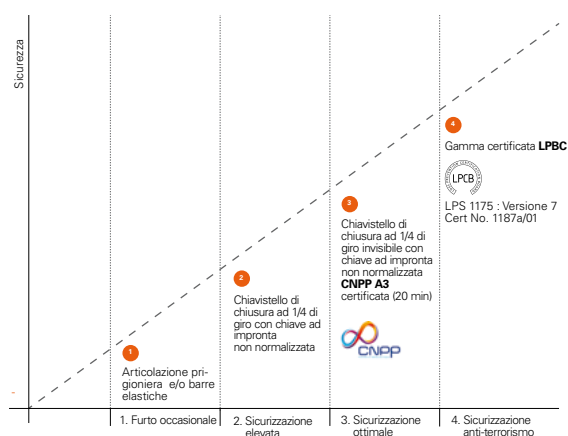 Sicurezza
4
Gamma certificata LPBC
LPCB
LPS 1175 : Versione 7
Cert No. 1187a/01
3
Chiavistello di
chiusura ad 1/4 di
giro invisibile con
chiave ad impronta
non normalizzata
CNPP A3
certificata (20 min)
CNPP
2
Chiavistello di
chiusura ad 1/4 di
giro con chiave ad
impronta
non normalizzata
1
Articolazione pri-
gioniera e/o barre
elastiche
1. Furto occasionale
2. Sicurizzazione
elevata
3. Sicurizzazione
ottimale
4. Sicurizzazione
anti-terrorismo